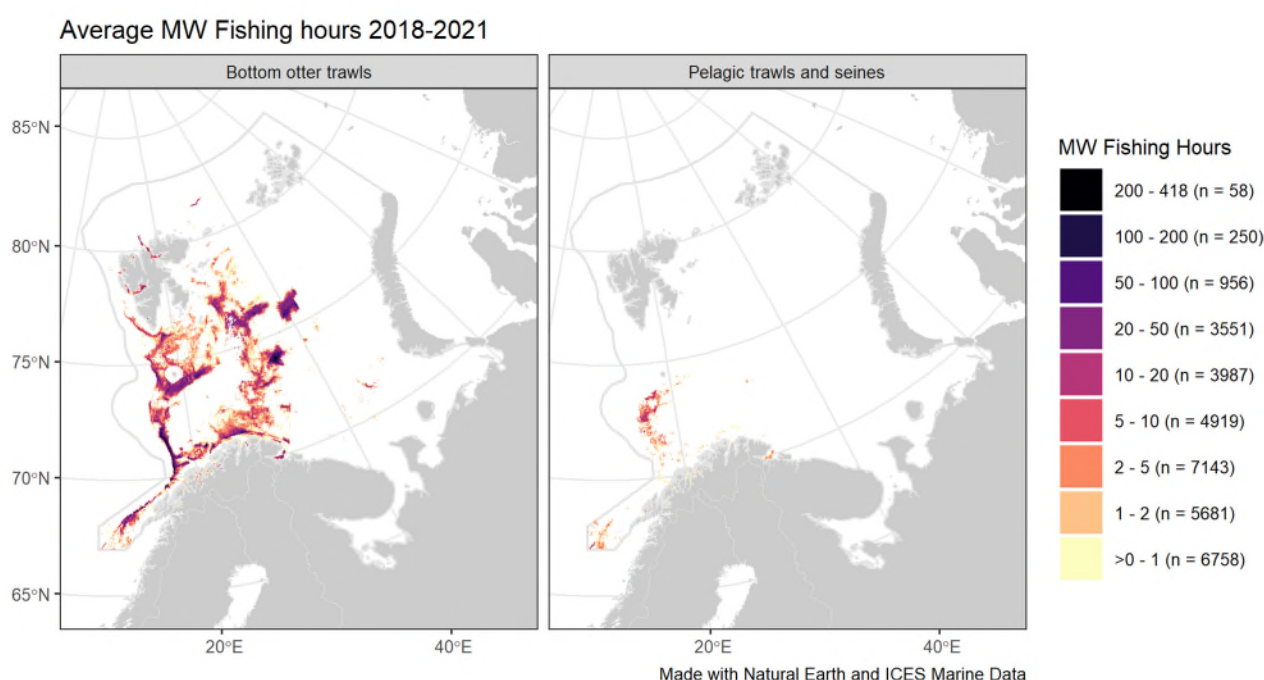 Average MW Fishing hours 2018-2021
Bottom otter trawls
Pelagic trawls and seines
85°N
80°N
75°N
70°N
65°N
20°E
40°E
20°E
40°E
MW Fishing Hours
200 - 418 (n = 58)
100 - 200 (n = 250)
50 - 100 (n = 956)
20 - 50 (n = 3551)
10 - 20 (n = 3987)
5 - 10 (n = 4919)
2 - 5 (n = 7143)
1 - 2 (n = 5681)
>0 - 1 (n = 6758)
Made with Natural Earth and ICES Marine Data